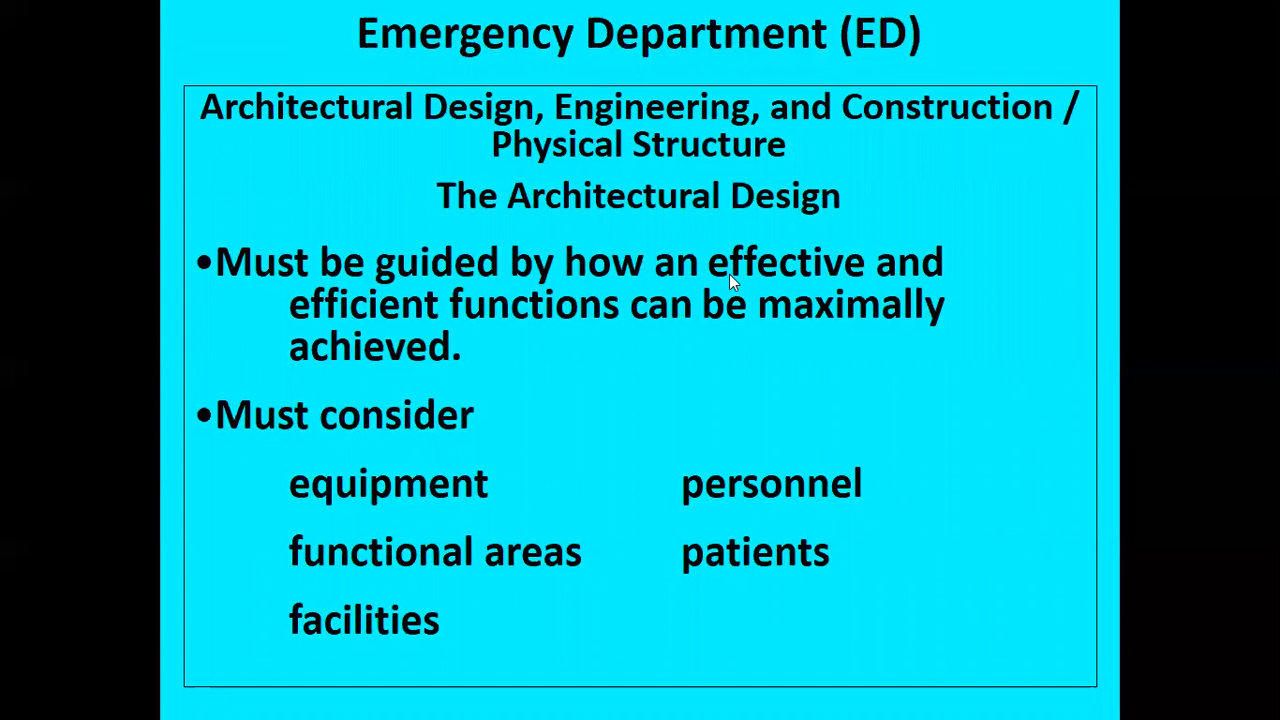 Emergency Department (ED)
Architectural Design, Engineering, and Construction /
Physical Structure
The Architectural Design
•Must be guided by how an effective and
efficient functions can be maximally
achieved.
•Must consider
equipment personnel
functional areas patients
facilities